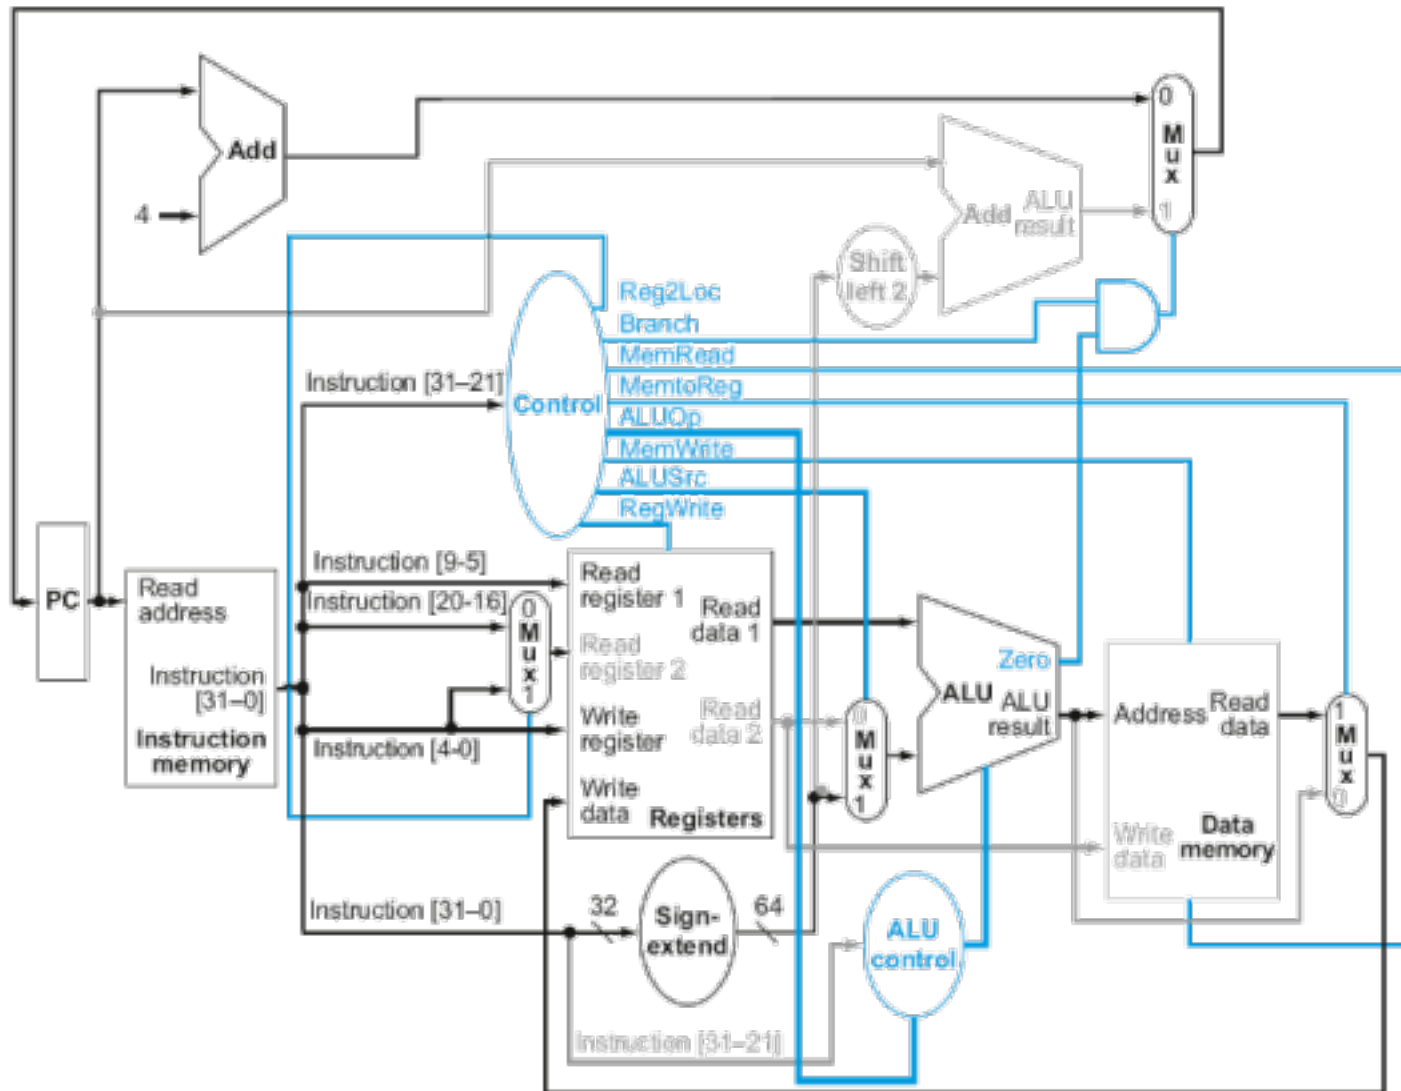 0
M
u
x
1
Add
4
Add
ALU
result
Shift
left 2
Reg2Loc
Branch
MemRead
MemtoReg
ALUOp
MemWrite
ALUSrc
RegWrite
Instruction [31–21]
Control
PC
Read
address
Instruction
[31–0]
Instruction
memory
Instruction [9-5]
Instruction [20-16]
Instruction [4-0]
0
M
u
x
1
Read
register 1
Read
register 2
Write
register
Write
data
Read
data 1
Read
data 2
Registers
0
M
u
x
1
Zero
ALU
ALU
result
Address
Read
data
Write
data
Data
memory
1
M
u
x
0
Instruction [31–0]
32
Sign-
extend
64
ALU
control
Instruction [31–21]